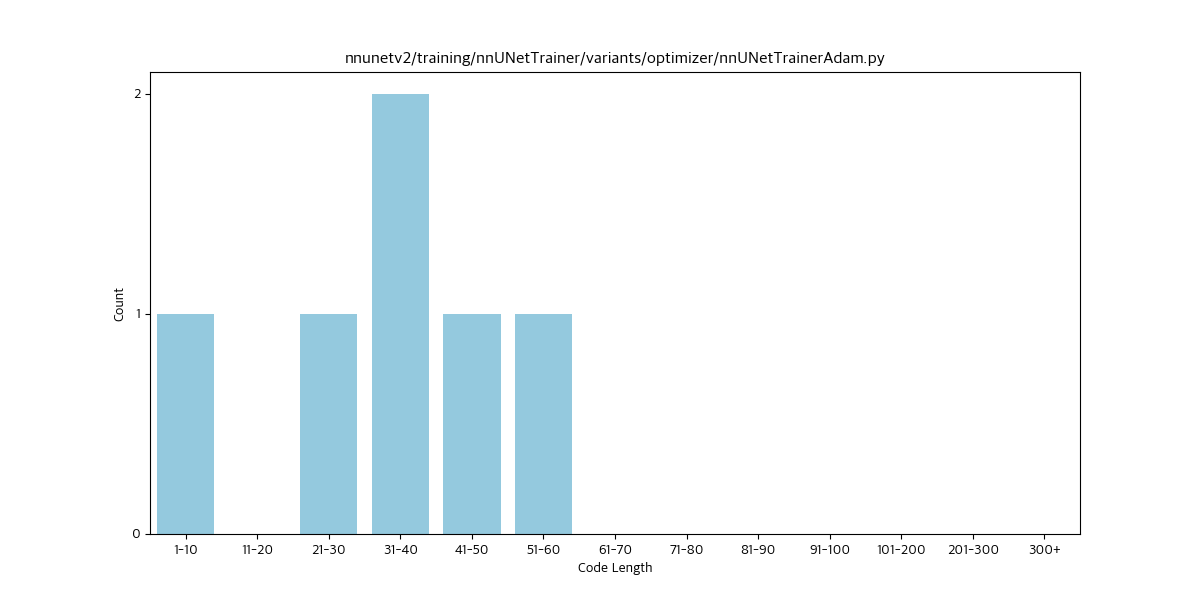 nnunetv2/training/nnUNetTrainer/variants/optimizer/nnUNetTrainerAdam.py
2
1
0
Count
1-10 11-20 21-30 31-40 41-50 51-60 61-70 71-80 81-90 91-100 101-200 201-300 300+
Code Length